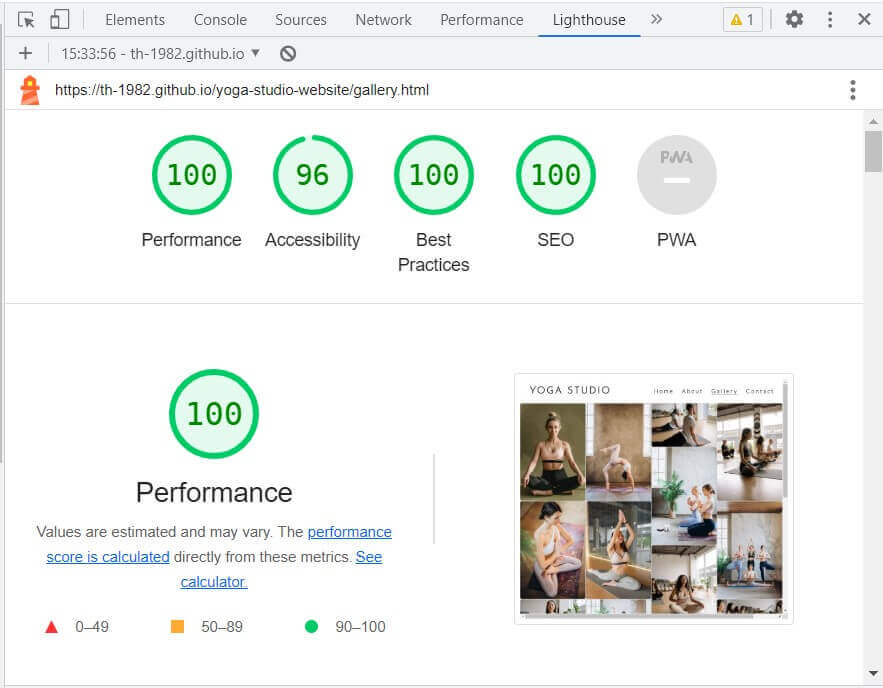 Elements Console Sources Network Performance Lighthouse » 1
15:33:56 - th-1982.github.io
https://th-1982.github.io/yoga-studio-website/gallery.html
100 96 100 100 PWA
Performance Accessibility Best Practices SEO PWA
100
YOGA STUDIO Home About Gallery Contact
Performance
Values are estimated and may vary. The performance
score is calculated directly from these metrics. See
calculator.
0–49 50–89 90–100